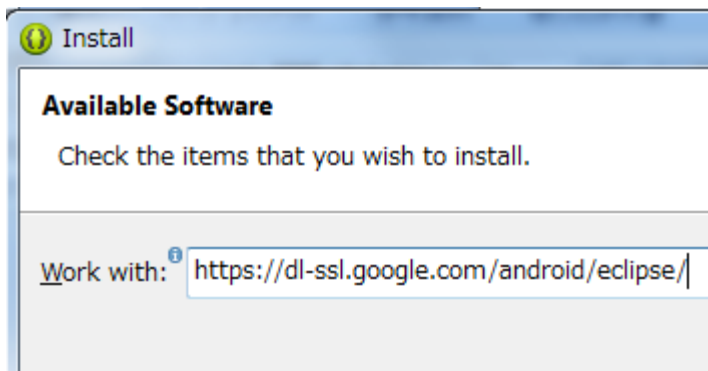 Install
Available Software
Check the items that you wish to install.
Work with: https://dl-ssl.google.com/android/eclipse/